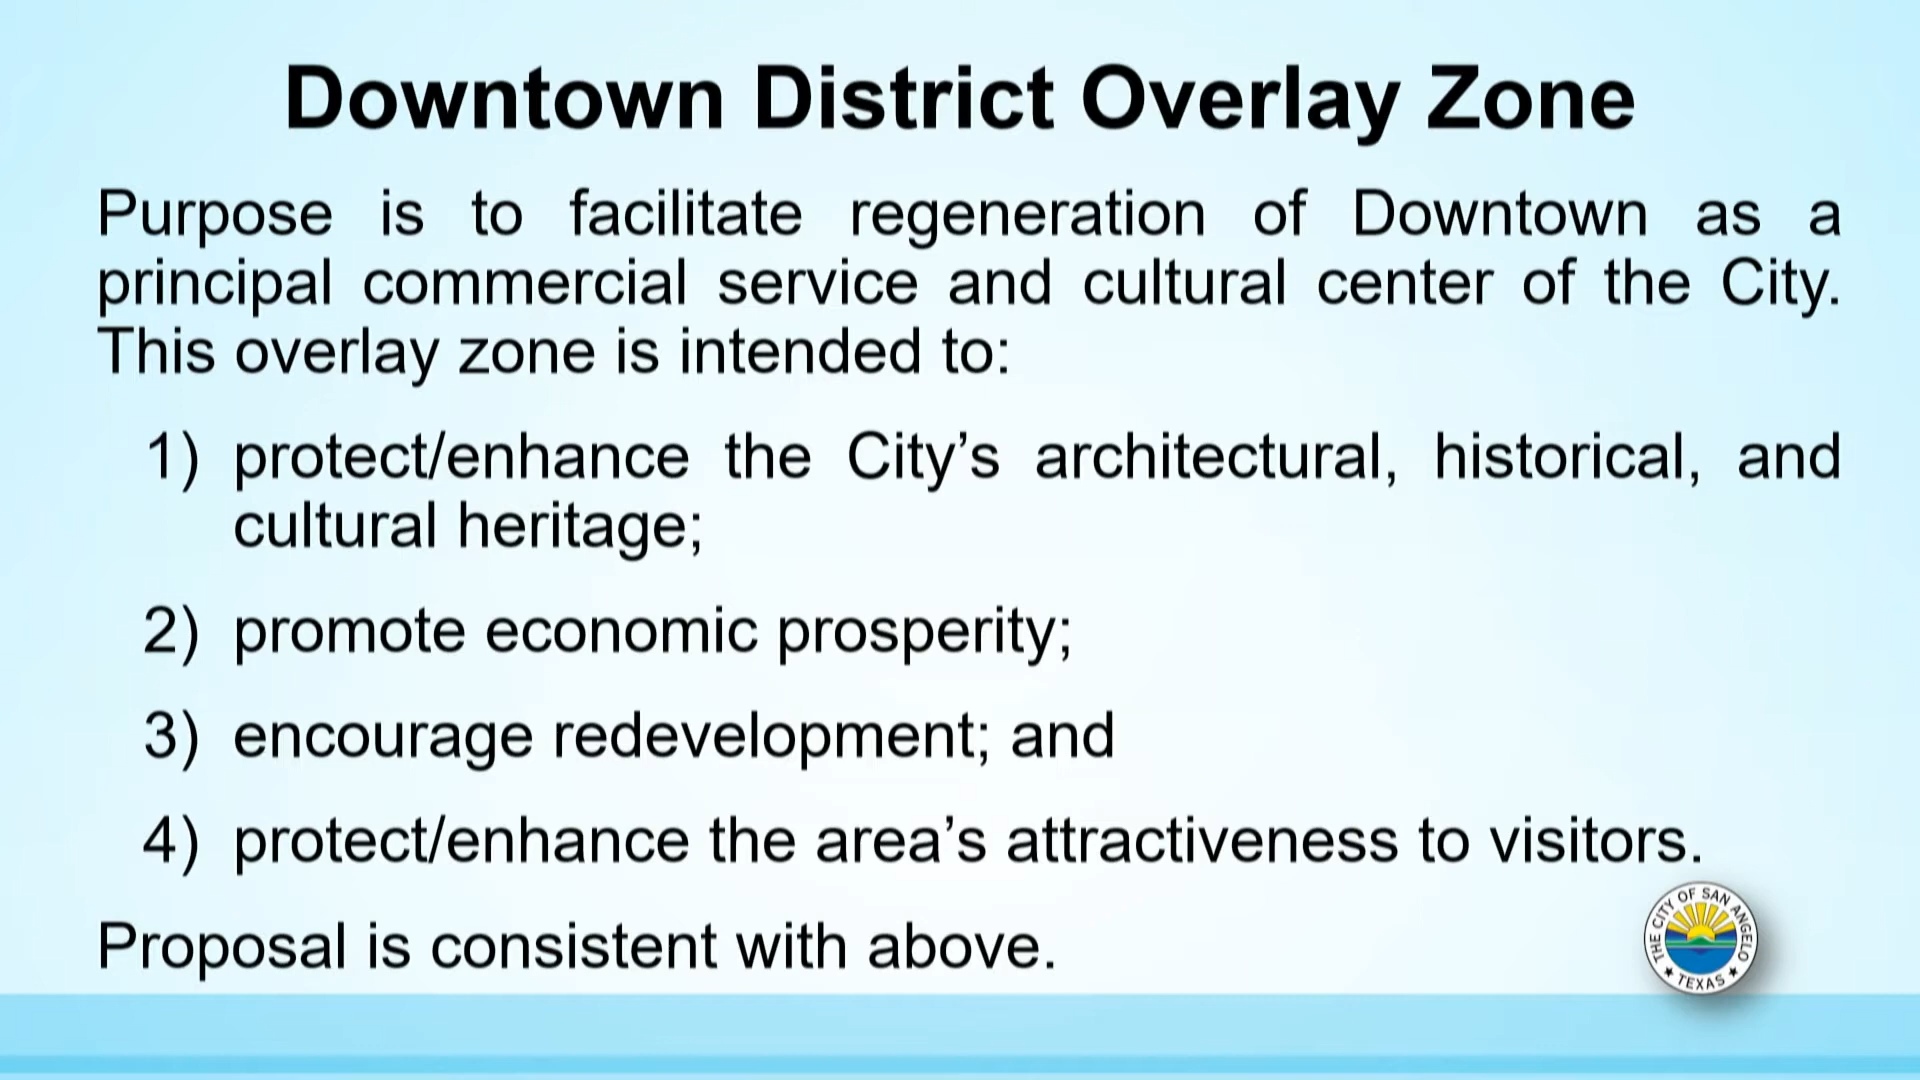 Downtown District Overlay Zone
Purpose is to facilitate regeneration of Downtown as a
principal commercial service and cultural center of the City.
This overlay zone is intended to:
1) protect/enhance the City’s architectural, historical, and
cultural heritage;
2) promote economic prosperity;
3) encourage redevelopment; and
4) protect/enhance the area’s attractiveness to visitors.
Proposal is consistent with above.
THE CITY OF SAN ANGELO
★ TEXAS ★